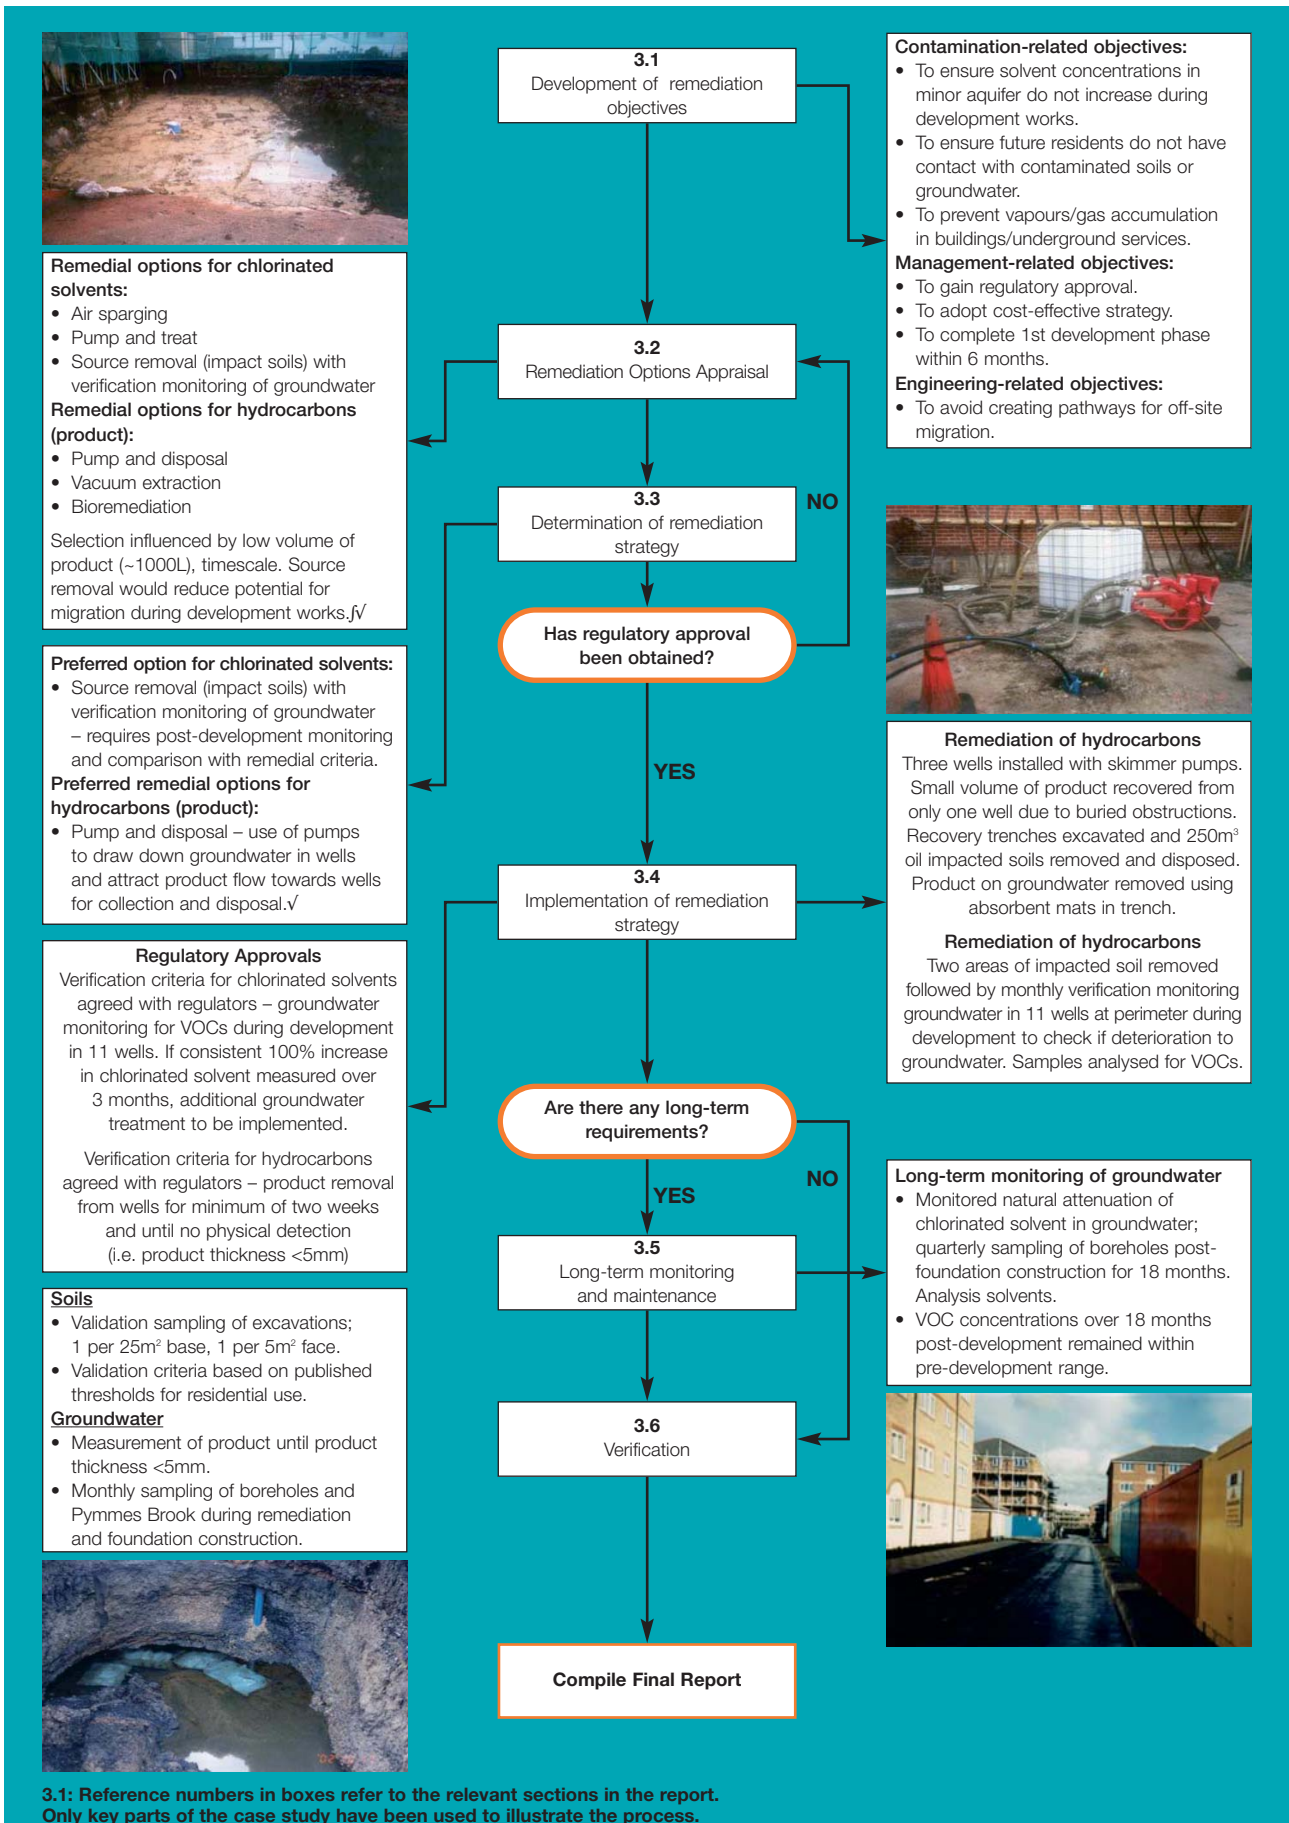 3.1
Development of remediation
objectives
Contamination-related objectives:
• To ensure solvent concentrations in
minor aquifer do not increase during
development works.
• To ensure future residents do not have
contact with contaminated soils or
groundwater.
• To prevent vapours/gas accumulation
in buildings/underground services.
Management-related objectives:
• To gain regulatory approval.
• To adopt cost-effective strategy.
• To complete 1st development phase
within 6 months.
Engineering-related objectives:
• To avoid creating pathways for off-site
migration.
Remedial options for chlorinated
solvents:
• Air sparging
• Pump and treat
• Source removal (impact soils) with
verification monitoring of groundwater
Remedial options for hydrocarbons
(product):
• Pump and disposal
• Vacuum extraction
• Bioremediation
Selection influenced by low volume of
product (~1000L), timescale. Source
removal would reduce potential for
migration during development works.∫√
3.2
Remediation Options Appraisal
3.3
Determination of remediation
strategy
NO
Has regulatory approval
been obtained?
YES
Preferred option for chlorinated solvents:
• Source removal (impact soils) with
verification monitoring of groundwater
– requires post-development monitoring
and comparison with remedial criteria.
Preferred remedial options for
hydrocarbons (product):
• Pump and disposal – use of pumps
to draw down groundwater in wells
and attract product flow towards wells
for collection and disposal.√
Remediation of hydrocarbons
Three wells installed with skimmer pumps.
Small volume of product recovered from
only one well due to buried obstructions.
Recovery trenches excavated and 250m³
oil impacted soils removed and disposed.
Product on groundwater removed using
absorbent mats in trench.
Remediation of hydrocarbons
Two areas of impacted soil removed
followed by monthly verification monitoring
groundwater in 11 wells at perimeter during
development to check if deterioration to
groundwater. Samples analysed for VOCs.
3.4
Implementation of remediation
strategy
Regulatory Approvals
Verification criteria for chlorinated solvents
agreed with regulators – groundwater
monitoring for VOCs during development
in 11 wells. If consistent 100% increase
in chlorinated solvent measured over
3 months, additional groundwater
treatment to be implemented.
Verification criteria for hydrocarbons
agreed with regulators – product removal
from wells for minimum of two weeks
and until no physical detection
(i.e. product thickness <5mm)
Are there any long-term
requirements?
NO
YES
3.5
Long-term monitoring
and maintenance
Long-term monitoring of groundwater
• Monitored natural attenuation of
chlorinated solvent in groundwater;
quarterly sampling of boreholes post-
foundation construction for 18 months.
Analysis solvents.
• VOC concentrations over 18 months
post-development remained within
pre-development range.
Soils
• Validation sampling of excavations;
1 per 25m² base, 1 per 5m² face.
• Validation criteria based on published
thresholds for residential use.
Groundwater
• Measurement of product until product
thickness <5mm.
• Monthly sampling of boreholes and
Pymmes Brook during remediation
and foundation construction.
3.6
Verification
Compile Final Report
3.1: Reference numbers in boxes refer to the relevant sections in the report.
Only key parts of the case study have been used to illustrate the process.